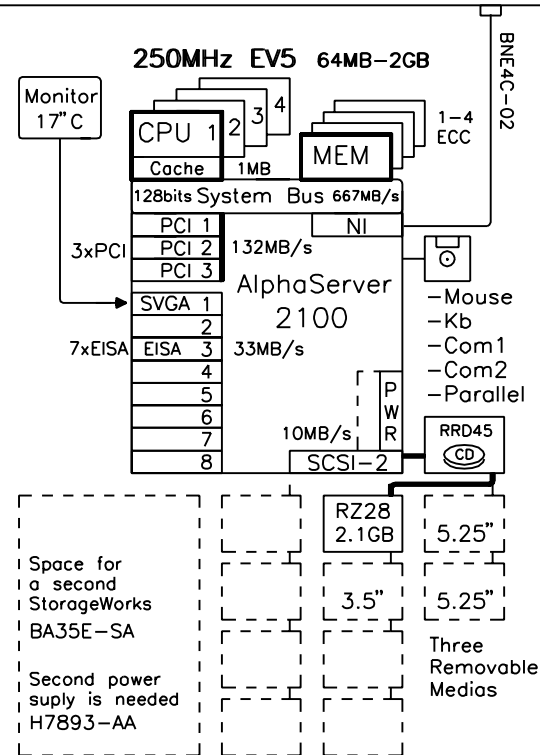 250MHz EV5 64MB-2GB
BNE4C-02
Monitor
17"C
CPU 1
2
3
4
1-4
ECC
MEM
Cache 1MB
128bits System Bus 667MB/s
PCI 1
NI
3xPCI
PCI 2
132MB/s
PCI 3
AlphaServer
2100
SVGA 1
2
7xEISA
EISA 3
33MB/s
4
5
6
7
8
-Mouse
-Kb
-Com1
-Com2
-Parallel
PWR
10MB/s
SCSI-2
RRD45
CD
RZ28
2.1GB
5.25"
3.5"
5.25"
Space for
a second
StorageWorks
BA35E-SA
Second power
suply is needed
H7893-AA
Three
Removable
Medias